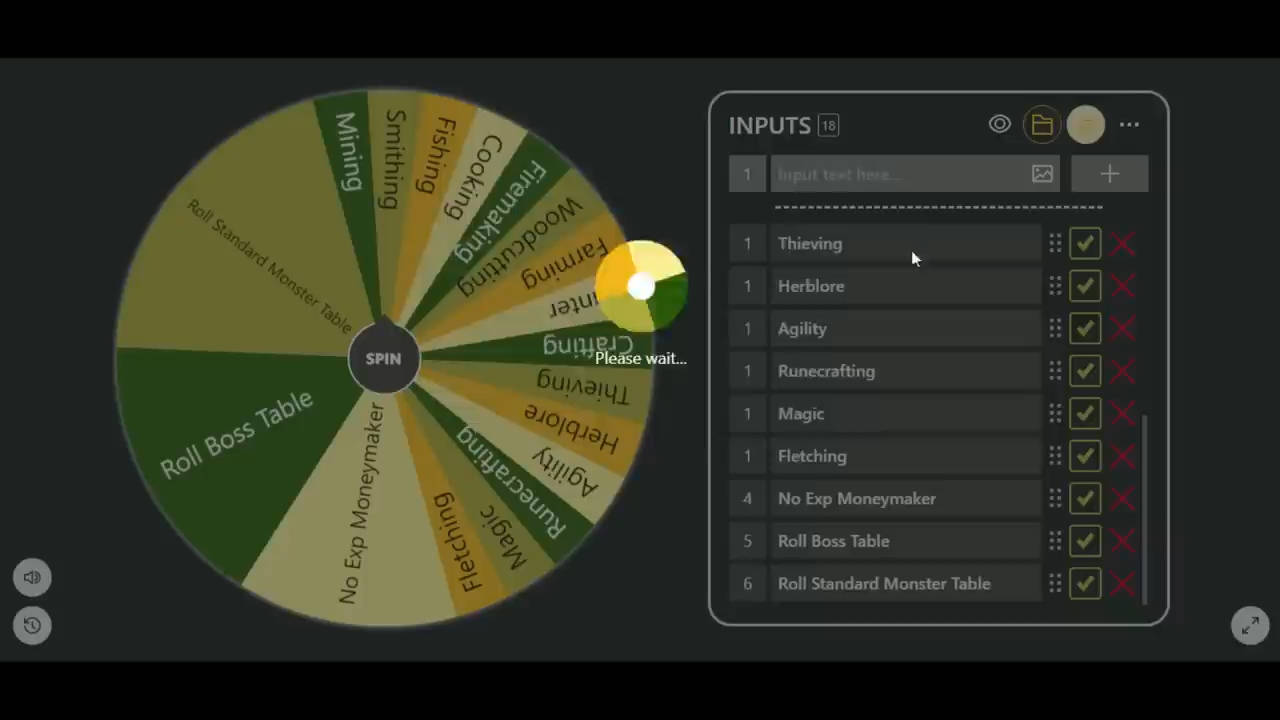 Mining
Smithing
Fishing
Cooking
Firemaking
Woodcutting
Farming
Crafting
Thieving
Herblore
Agility
Runecrafting
Magic
Fletching
No Exp Moneymaker
Roll Boss Table
Roll Standard Monster Table
SPIN
Please wait...
INPUTS 18
1 Input text here...
1 Thieving
1 Herblore
1 Agility
1 Runecrafting
1 Magic
1 Fletching
4 No Exp Moneymaker
5 Roll Boss Table
6 Roll Standard Monster Table